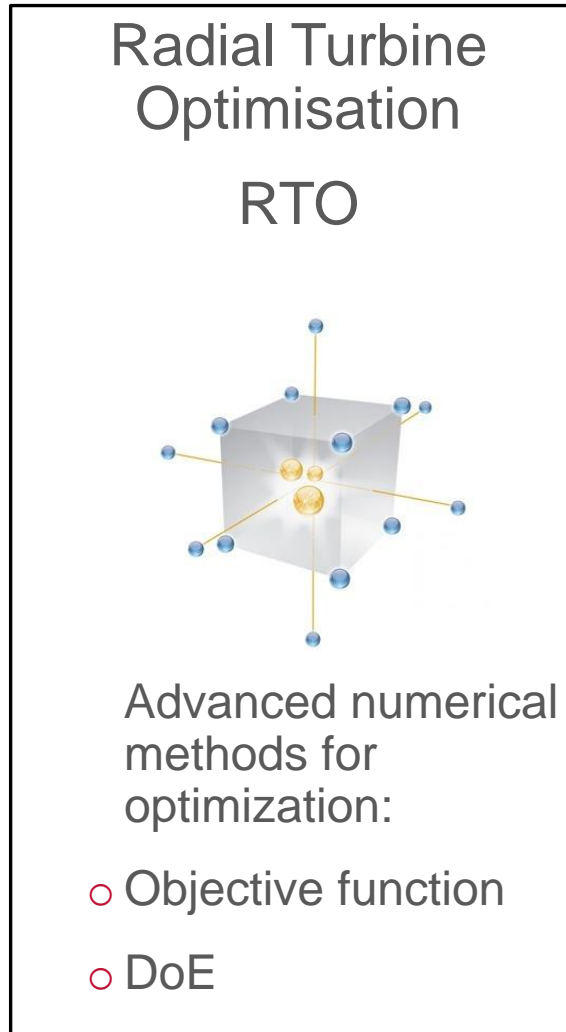 Radial Turbine
Optimisation
RTO
Advanced numerical
methods for
optimization:
Objective function
DoE